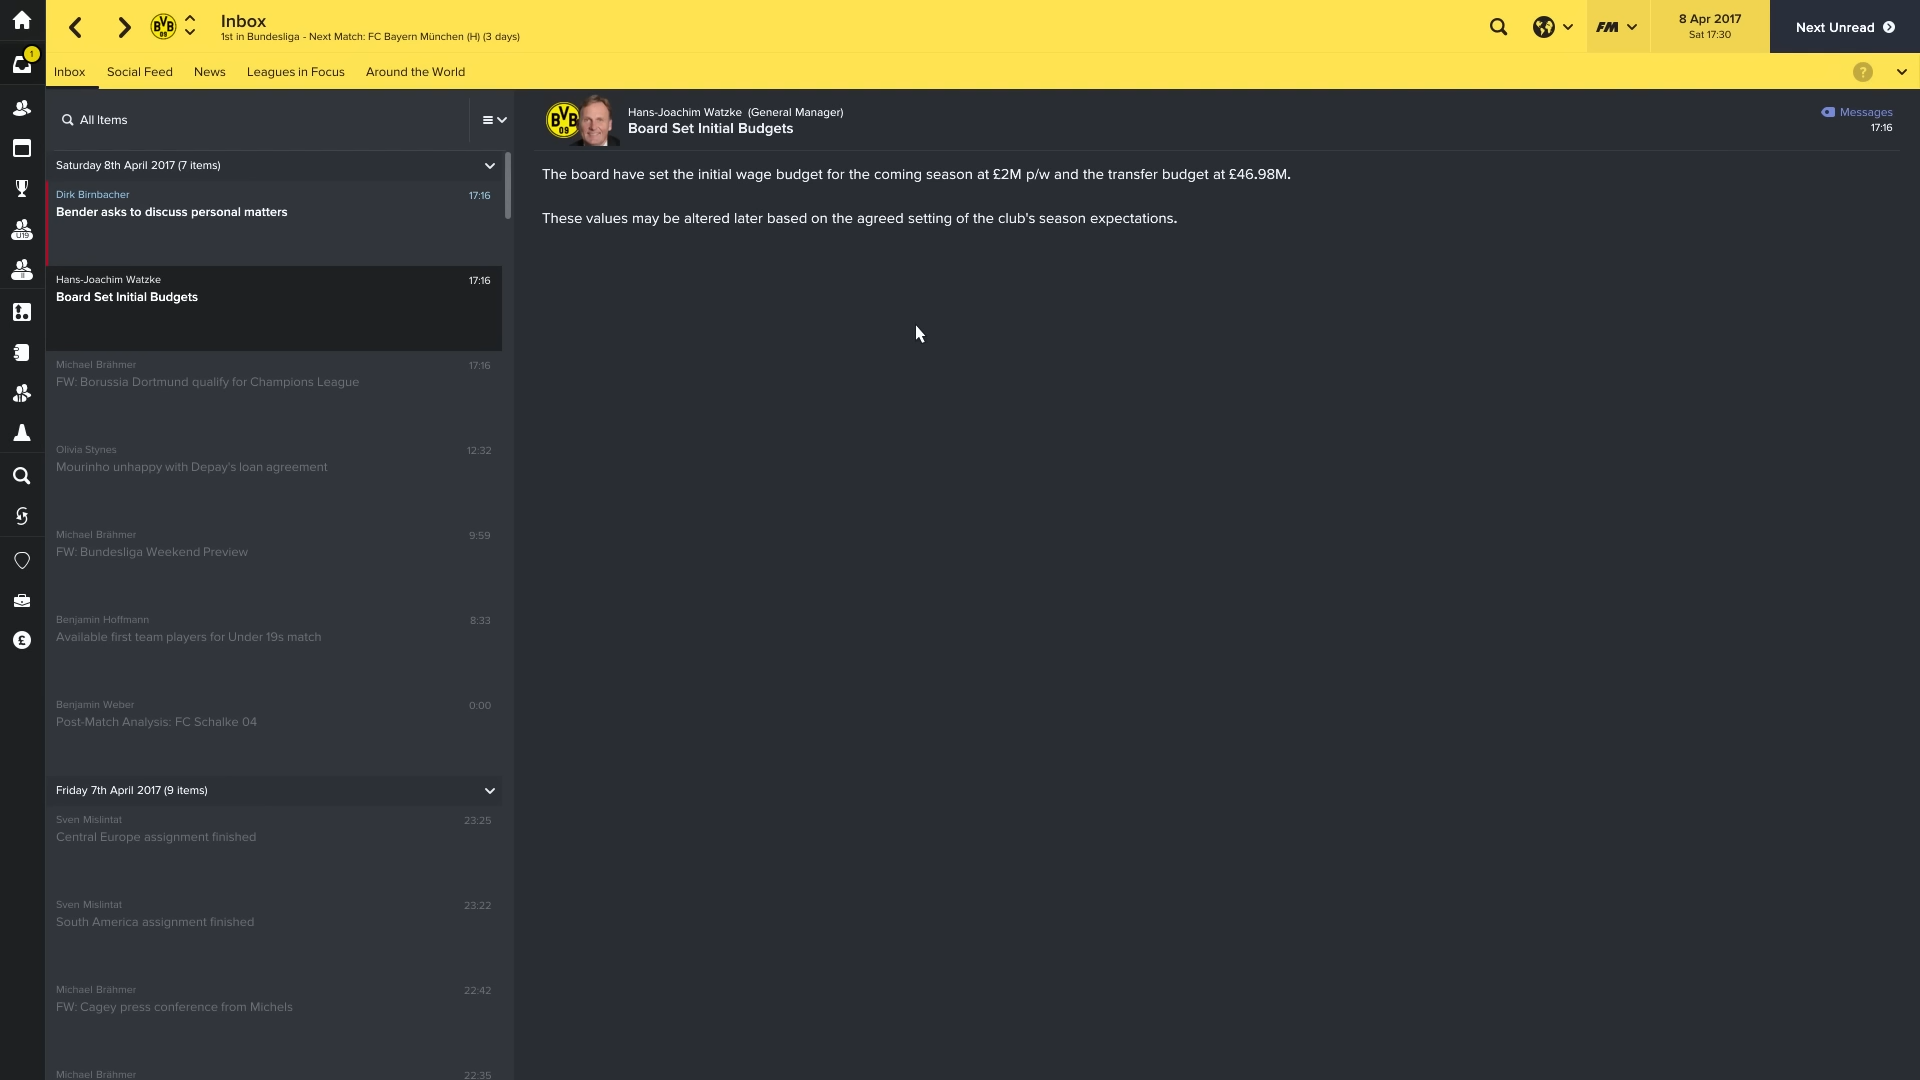 Inbox
1st in Bundesliga - Next Match: FC Bayern München (H) (3 days)
BVB
09
FM
8 Apr 2017
Sat 17:30
Next Unread
1
Inbox
Social Feed
News
Leagues in Focus
Around the World
?
All Items
Saturday 8th April 2017 (7 items)
Dirk Birnbacher
17:16
Bender asks to discuss personal matters
Hans-Joachim Watzke
17:16
Board Set Initial Budgets
Michael Brähmer
17:16
FW: Borussia Dortmund qualify for Champions League
Olivia Stynes
12:32
Mourinho unhappy with Depay's loan agreement
Michael Brähmer
9:59
FW: Bundesliga Weekend Preview
Benjamin Hoffmann
8:33
Available first team players for Under 19s match
Benjamin Weber
0:00
Post-Match Analysis: FC Schalke 04
Friday 7th April 2017 (9 items)
Sven Mislintat
23:25
Central Europe assignment finished
Sven Mislintat
23:22
South America assignment finished
Michael Brähmer
22:42
FW: Cagey press conference from Michels
Michael Brähmer
22:35
U19
II
£
BVB
09
Hans-Joachim Watzke (General Manager)
Board Set Initial Budgets
Messages
17:16
The board have set the initial wage budget for the coming season at £2M p/w and the transfer budget at £46.98M.
These values may be altered later based on the agreed setting of the club's season expectations.